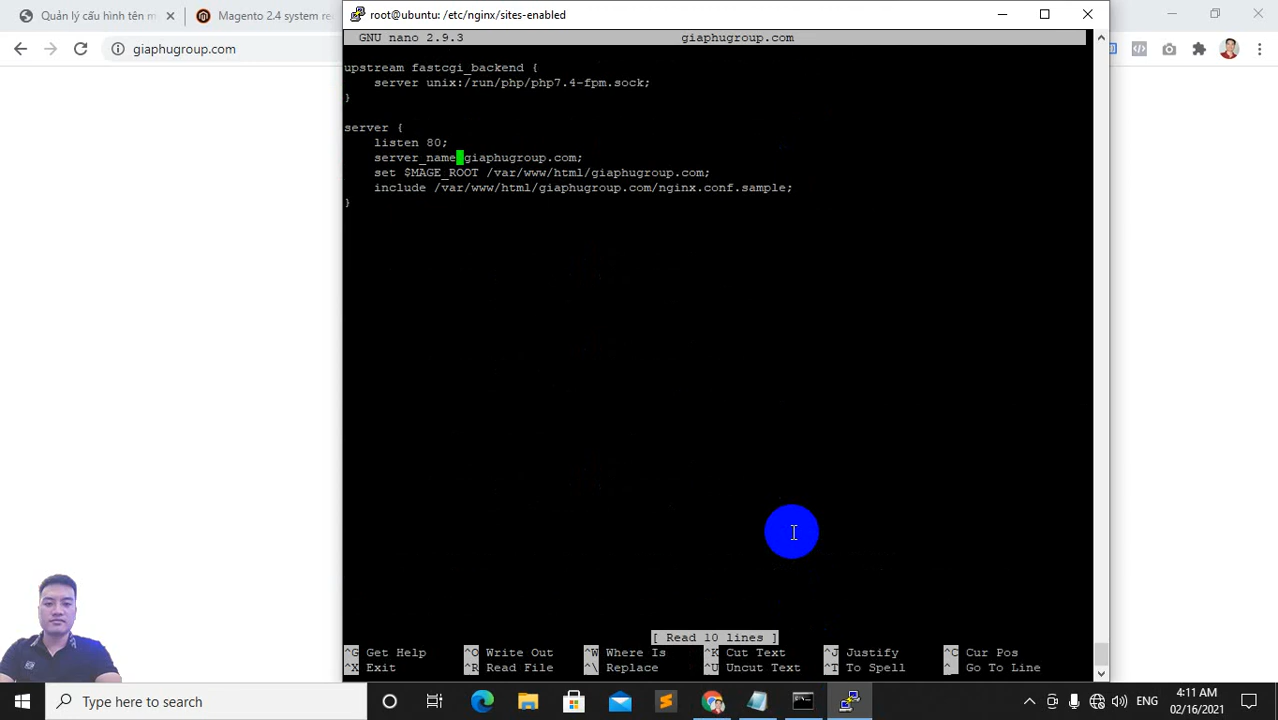 Quản lý cấu hình tên m
Magento 2.4 system re
root@ubuntu: /etc/nginx/sites-enabled
giaphugroup.com
GNU nano 2.9.3 giaphugroup.com
upstream fastcgi_backend {
server unix:/run/php/php7.4-fpm.sock;
}
server {
listen 80;
server_name giaphugroup.com;
set $MAGE_ROOT /var/www/html/giaphugroup.com;
include /var/www/html/giaphugroup.com/nginx.conf.sample;
}
[ Read 10 lines ]
^G Get Help ^O Write Out ^W Where Is ^K Cut Text ^J Justify ^C Cur Pos
^X Exit ^R Read File ^\ Replace ^U Uncut Text ^T To Spell ^_ Go To Line
Type here to search
ENG
4:11 AM
02/16/2021